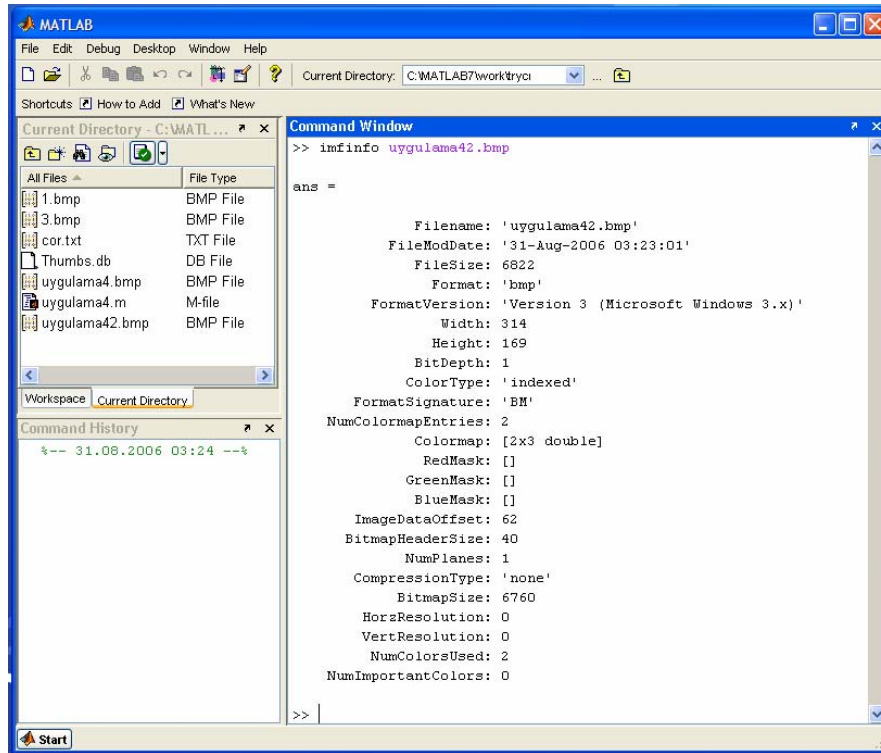 MATLAB
File Edit Debug Desktop Window Help
Current Directory: C:\MATLAB7\work\trycı ...
Shortcuts How to Add What's New
Current Directory - C:\MATL...
All Files File Type
1.bmp BMP File
3.bmp BMP File
cor.txt TXT File
Thumbs.db DB File
uygulama4.bmp BMP File
uygulama4.m M-file
uygulama42.bmp BMP File
Workspace Current Directory
Command History
%-- 31.08.2006 03:24 --%
Command Window
>> imfinfo uygulama42.bmp
ans =
Filename: 'uygulama42.bmp'
FileModDate: '31-Aug-2006 03:23:01'
FileSize: 6822
Format: 'bmp'
FormatVersion: 'Version 3 (Microsoft Windows 3.x)'
Width: 314
Height: 169
BitDepth: 1
ColorType: 'indexed'
FormatSignature: 'BM'
NumColormapEntries: 2
Colormap: [2x3 double]
RedMask: []
GreenMask: []
BlueMask: []
ImageDataOffset: 62
BitmapHeaderSize: 40
NumPlanes: 1
CompressionType: 'none'
BitmapSize: 6760
HorzResolution: 0
VertResolution: 0
NumColorsUsed: 2
NumImportantColors: 0
>>
Start